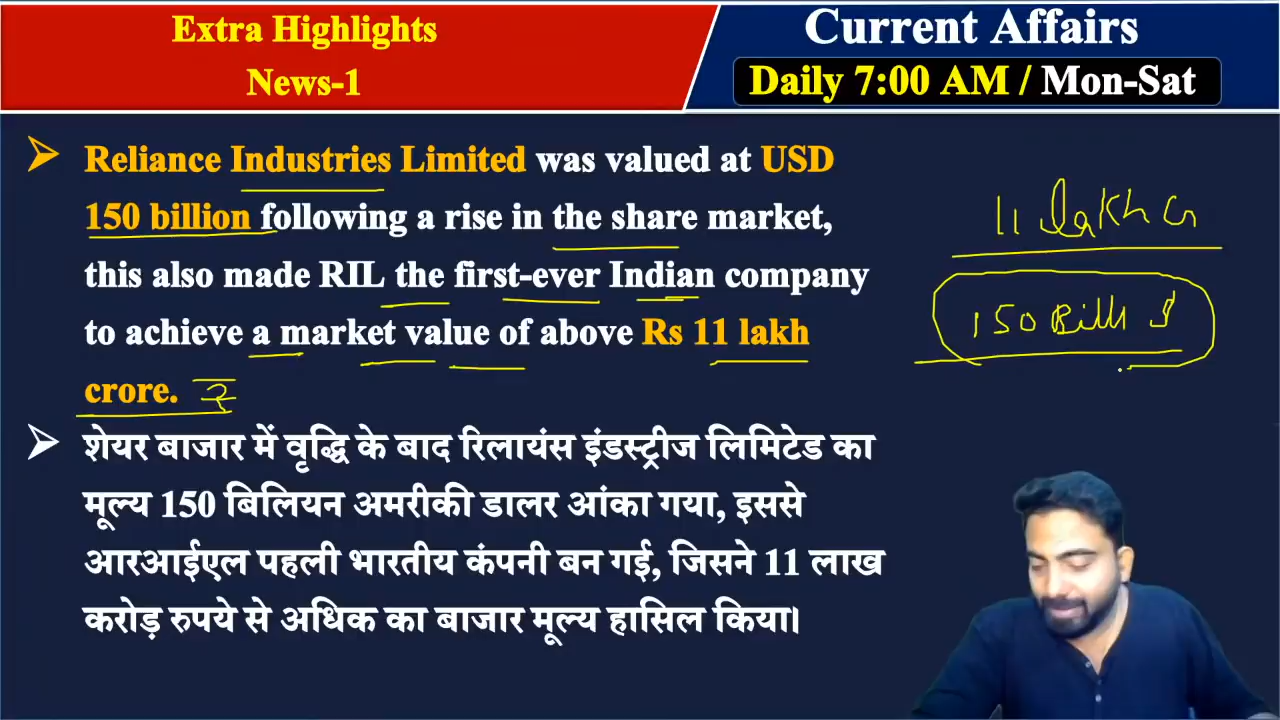 Extra Highlights
News-1
Current Affairs
Daily 7:00 AM / Mon-Sat
Reliance Industries Limited was valued at USD
150 billion following a rise in the share market,
this also made RIL the first-ever Indian company
to achieve a market value of above Rs 11 lakh
crore. ₹
11 lakh Cr
150 Bill $
शेयर बाजार में वृद्धि के बाद रिलायंस इंडस्ट्रीज लिमिटेड का
मूल्य 150 बिलियन अमरीकी डालर आंका गया, इससे
आरआईएल पहली भारतीय कंपनी बन गई, जिसने 11 लाख
करोड़ रुपये से अधिक का बाजार मूल्य हासिल किया।